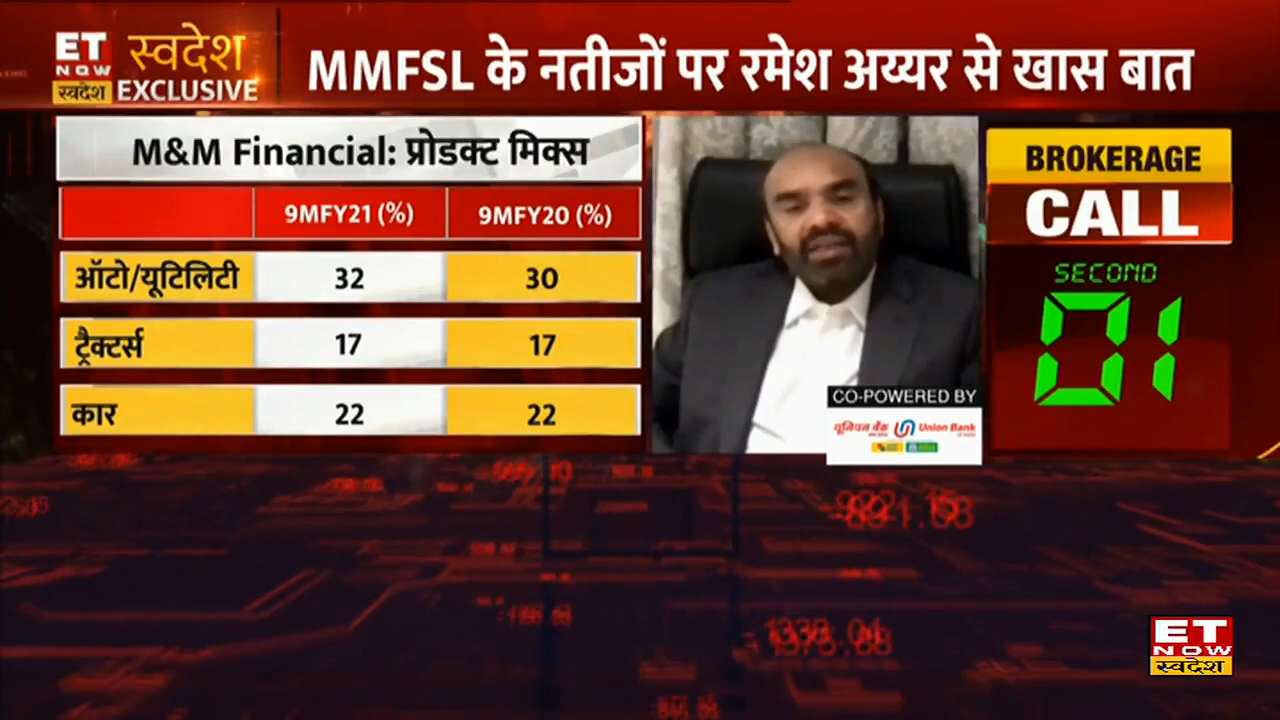 ET NOW स्वदेश
स्वदेश
EXCLUSIVE
MMFSL के नतीजों पर रमेश अय्यर से खास बात
M&M Financial: प्रोडक्ट मिक्स
9MFY21 (%) 9MFY20 (%)
ऑटो/यूटिलिटी 32 30
ट्रैक्टर्स 17 17
कार 22 22
BROKERAGE
CALL
SECOND
01
CO-POWERED BY
यूनियन बैंक Union Bank
ET
NOW
स्वदेश